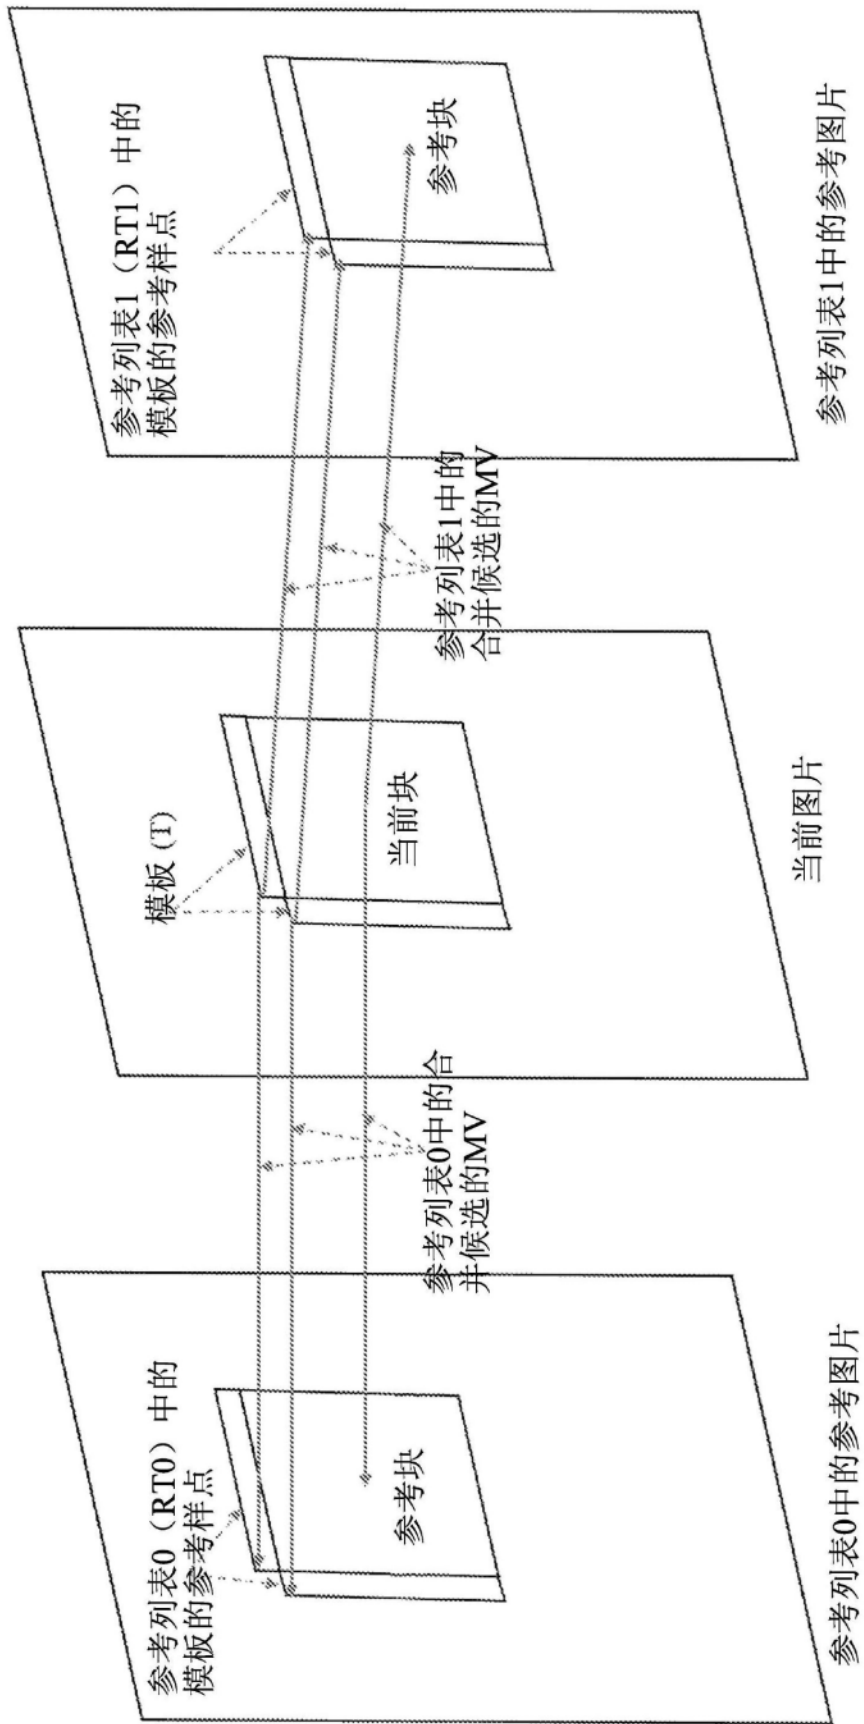 参考列表0（RT0）中的
模板的参考样点
参考块
参考列表0中的参考图片
参考列表0中的合
并候选的MV
模板 (T)
当前块
当前图片
参考列表1中的
合并候选的MV
参考列表1（RT1）中的
模板的参考样点
参考块
参考列表1中的参考图片